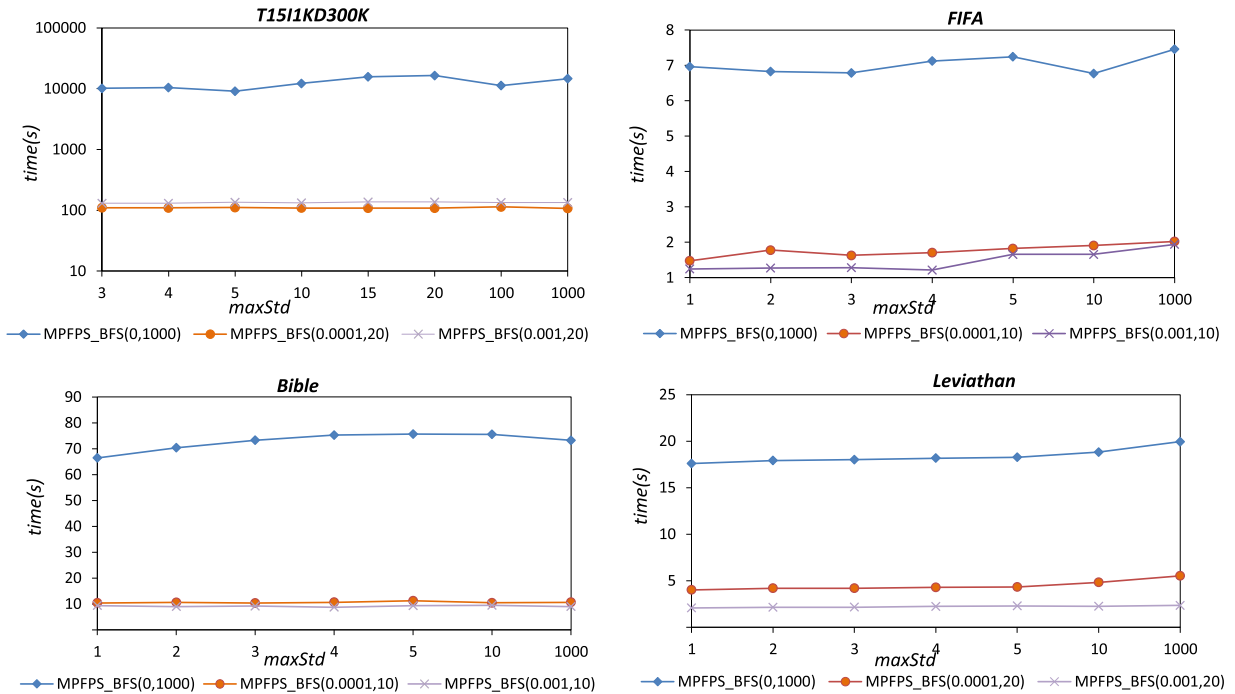 T15I1KD300K
100000
10000
1000
100
10
time(s)
3 4 5 10 15 20 100 1000
maxStd
MPFPS_BFS(0,1000) MPFPS_BFS(0.0001,20) MPFPS_BFS(0.001,20)
FIFA
8
7
6
5
4
3
2
1
time(s)
1 2 3 4 5 10 1000
maxStd
MPFPS_BFS(0,1000) MPFPS_BFS(0.0001,10) MPFPS_BFS(0.001,10)
Bible
90
80
70
60
50
40
30
20
10
time(s)
1 2 3 4 5 10 1000
maxStd
MPFPS_BFS(0,1000) MPFPS_BFS(0.0001,10) MPFPS_BFS(0.001,10)
Leviathan
25
20
15
10
5
time(s)
1 2 3 4 5 10 1000
maxStd
MPFPS_BFS(0,1000) MPFPS_BFS(0.0001,20) MPFPS_BFS(0.001,20)